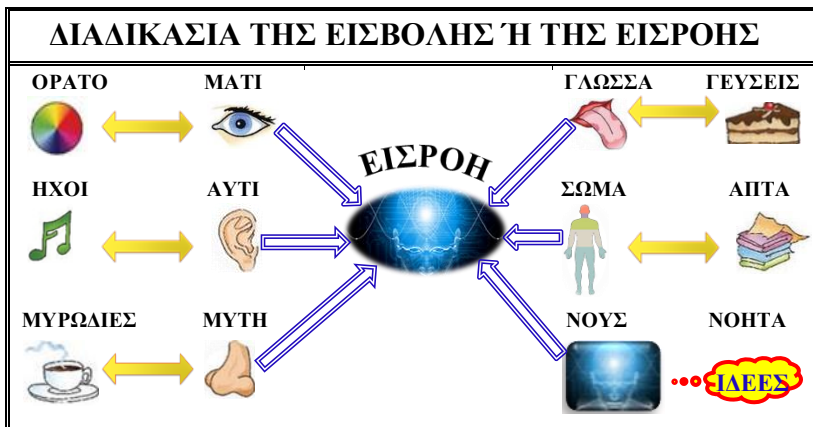 ΔΙΑΔΙΚΑΣΙΑ ΤΗΣ ΕΙΣΒΟΛΗΣ Ή ΤΗΣ ΕΙΣΡΟΗΣ
ΟΡΑΤΟ ΜΑΤΙ ΓΛΩΣΣΑ ΓΕΥΣΕΙΣ
ΕΙΣΡΟΗ
ΗΧΟΙ ΑΥΤΙ ΣΩΜΑ ΑΠΤΑ
ΜΥΡΩΔΙΕΣ ΜΥΤΗ ΝΟΥΣ ΝΟΗΤΑ
ΙΔΕΕΣ